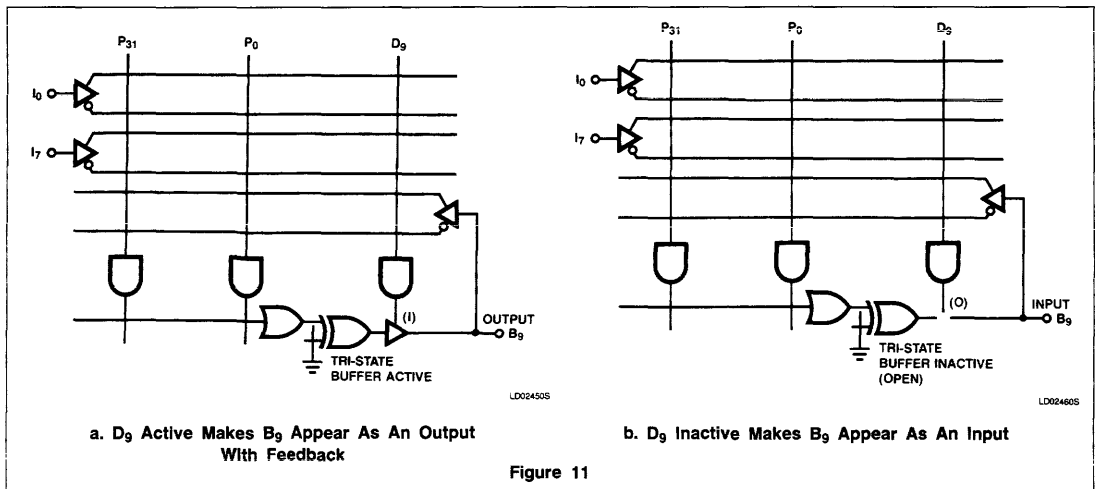 P31 P0 D9
I0
I7
(I)
OUTPUT
B9
TRI-STATE
BUFFER ACTIVE
LD02450S
a. D9 Active Makes B9 Appear As An Output
With Feedback
P31 P0 D9
I0
I7
(O)
INPUT
B9
TRI-STATE
BUFFER INACTIVE
(OPEN)
LD02460S
b. D9 Inactive Makes B9 Appear As An Input
Figure 11